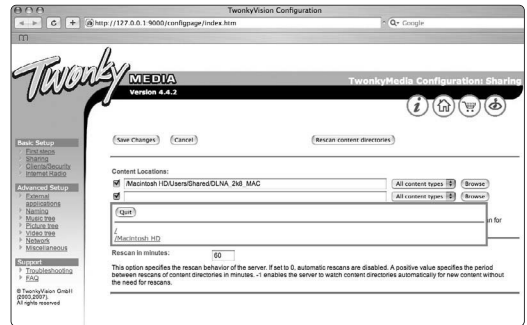 TwonkyVision Configuration
http://127.0.0.1:9000/configpage/index.htm
Google
Twonky
MEDIA
Version 4.4.2
TwonkyMedia Configuration: Sharing
Save Changes Cancel Rescan content directories
Basic Setup
First steps
Sharing
Clients/Security
Internet Radio
Advanced Setup
External applications
Naming
Music tree
Picture tree
Video tree
Network
Miscellaneous
Support
Troubleshooting
FAQ
© TwonkyVision GmbH
(2003,2007).
All rights reserved
Content Locations:
/Macintosh HD/Users/Shared/DLNA_2k8_MAC All content types Browse
All content types Browse
Quit
/
/Macintosh HD
n for
Rescan in minutes: 60
This option specifies the rescan behavior of the server. If set to 0, automatic rescans are disabled. A positive value specifies the period
between rescans of content directories in minutes. -1 enables the server to watch content directories automatically for new content without
the need for rescans.